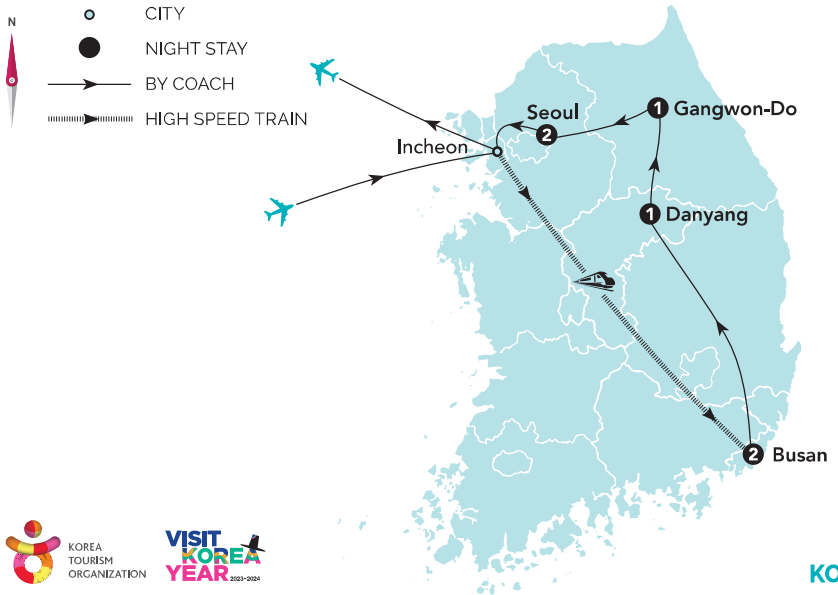 N
CITY
NIGHT STAY
BY COACH
HIGH SPEED TRAIN
Seoul
2
1 Gangwon-Do
Incheon
1 Danyang
2 Busan
KOREA
TOURISM
ORGANIZATION
VISIT
KOREA
YEAR 2023-2024
KO